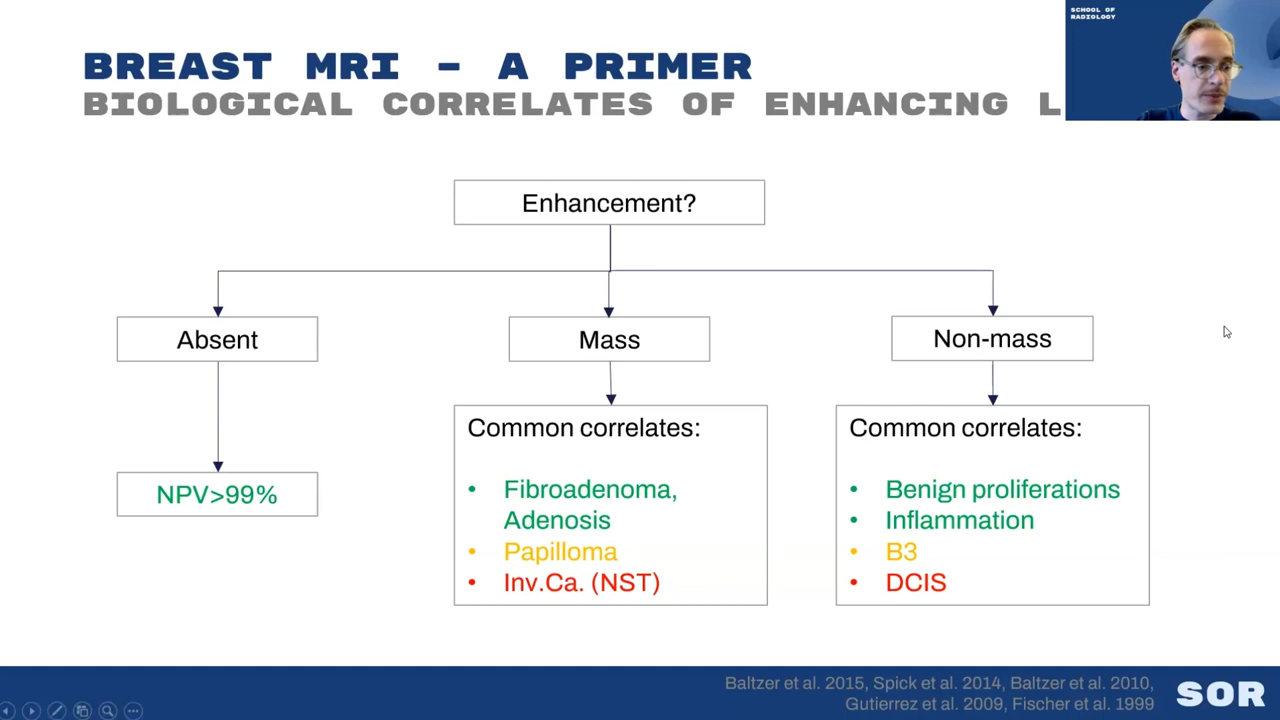 SCHOOL OF
RADIOLOGY
BREAST MRI – A PRIMER
BIOLOGICAL CORRELATES OF ENHANCING L
Enhancement?
Absent
Mass
Non-mass
NPV>99%
Common correlates:
• Fibroadenoma,
Adenosis
• Papilloma
• Inv.Ca. (NST)
Common correlates:
• Benign proliferations
• Inflammation
• B3
• DCIS
Baltzer et al. 2015, Spick et al. 2014, Baltzer et al. 2010,
Gutierrez et al. 2009, Fischer et al. 1999
SOR